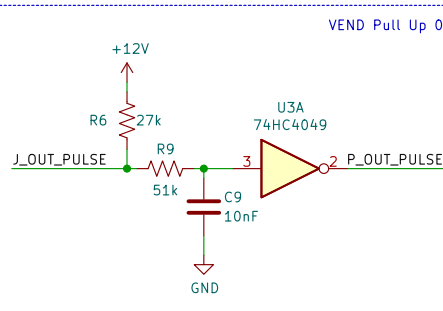 VEND Pull Up 0
+12V
U3A
74HC4049
R6 27k
R9
J_OUT_PULSE
3
2
P_OUT_PULSE
51k
C9
10nF
GND